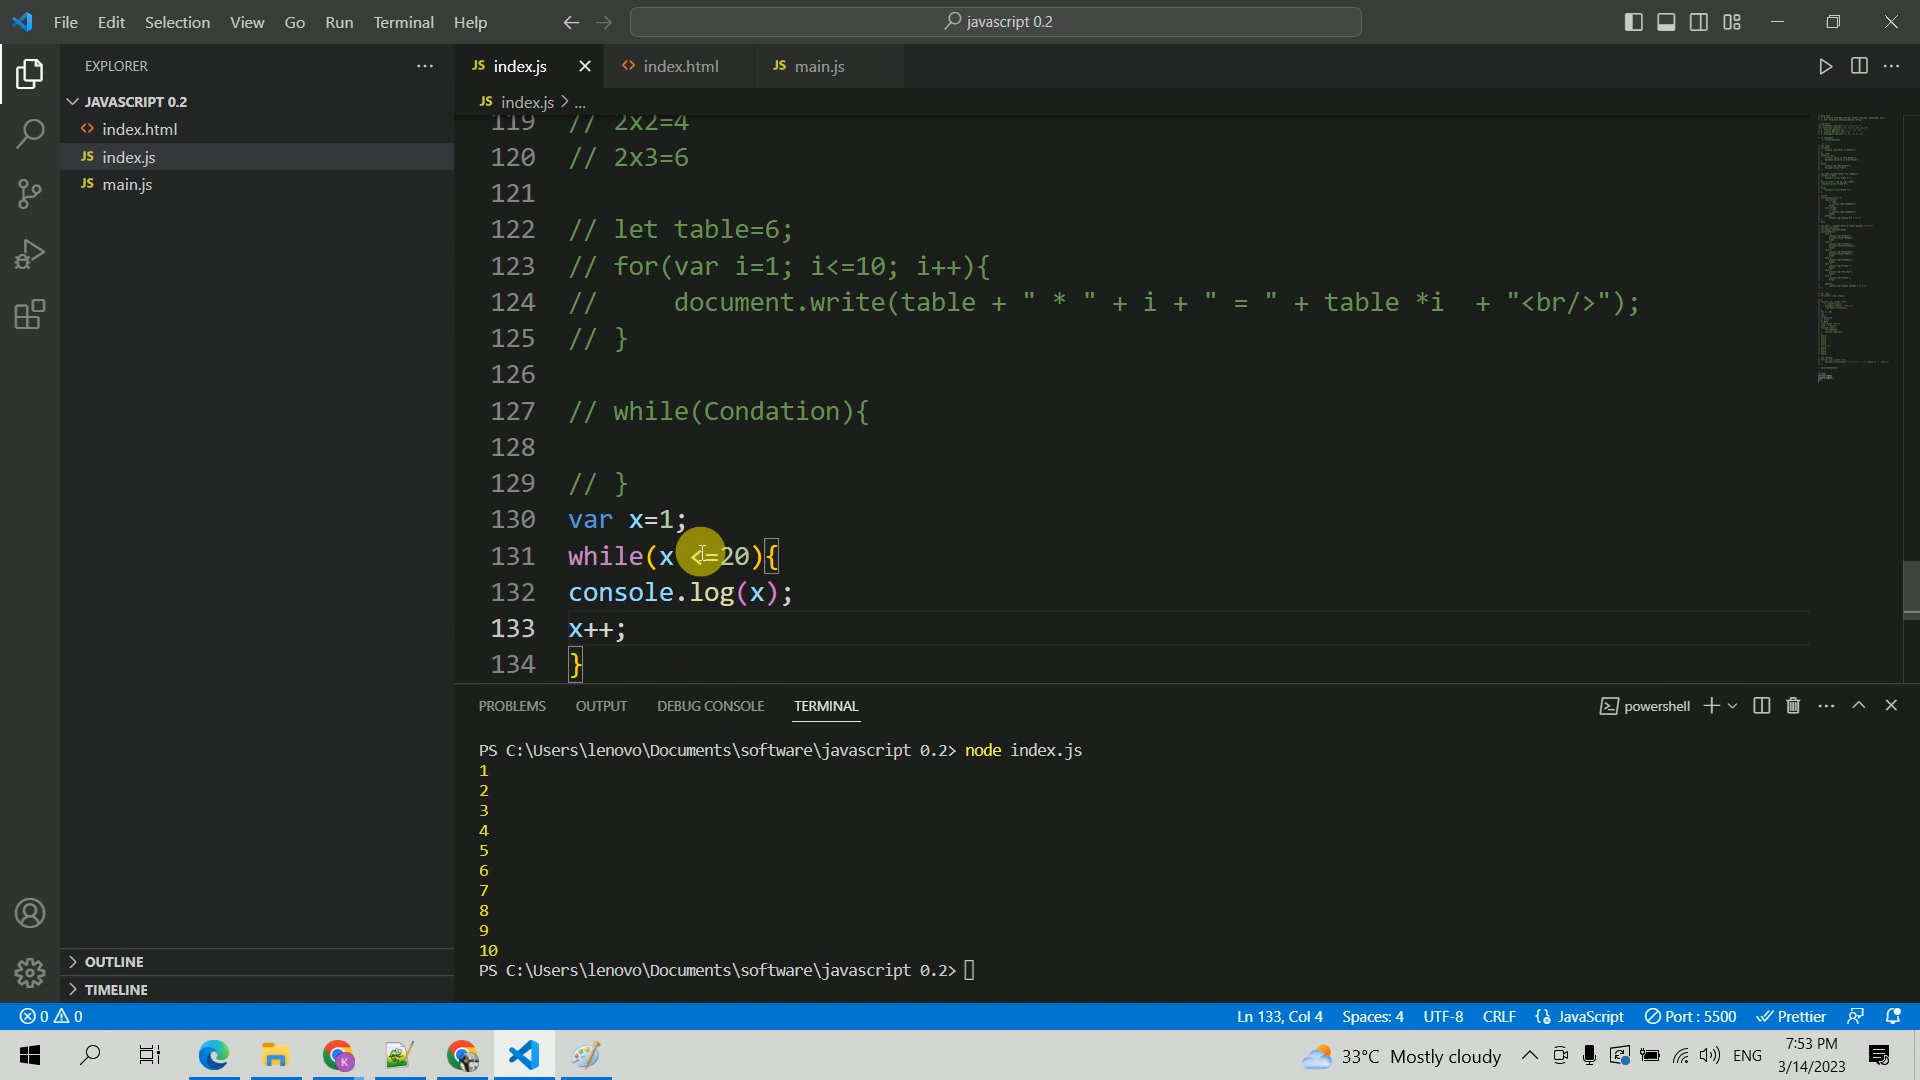 File Edit Selection View Go Run Terminal Help
javascript 0.2
EXPLORER
JAVASCRIPT 0.2
index.html
JS index.js
JS main.js
OUTLINE
TIMELINE
JS index.js
index.html
JS main.js
JS index.js > ...
119 // 2x2=4
120 // 2x3=6
121
122 // let table=6;
123 // for(var i=1; i<=10; i++){
124 //     document.write(table + " * " + i + " = " + table *i  + "<br/>");
125 // }
126
127 // while(Condation){
128
129 // }
130 var x=1;
131 while(x <=20){
132 console.log(x);
133 x++;
134 }
PROBLEMS OUTPUT DEBUG CONSOLE TERMINAL
powershell
PS C:\Users\lenovo\Documents\software\javascript 0.2> node index.js
1
2
3
4
5
6
7
8
9
10
PS C:\Users\lenovo\Documents\software\javascript 0.2>
0 0
Ln 133, Col 4 Spaces: 4 UTF-8 CRLF JavaScript Port : 5500 Prettier
33°C Mostly cloudy
ENG
7:53 PM
3/14/2023